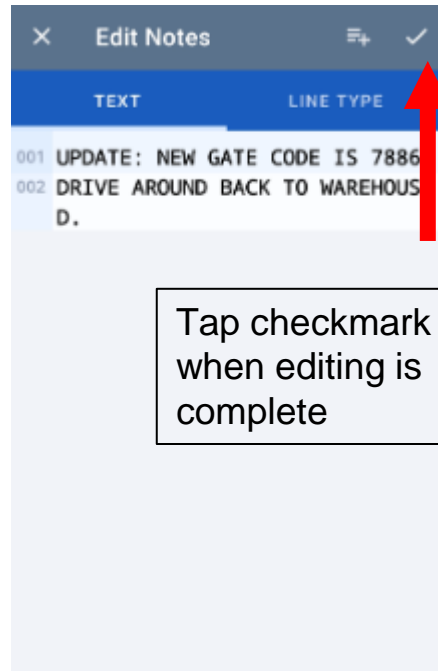 Edit Notes
TEXT LINE TYPE
001 UPDATE: NEW GATE CODE IS 7886
002 DRIVE AROUND BACK TO WAREHOUS
D.
Tap checkmark
when editing is
complete